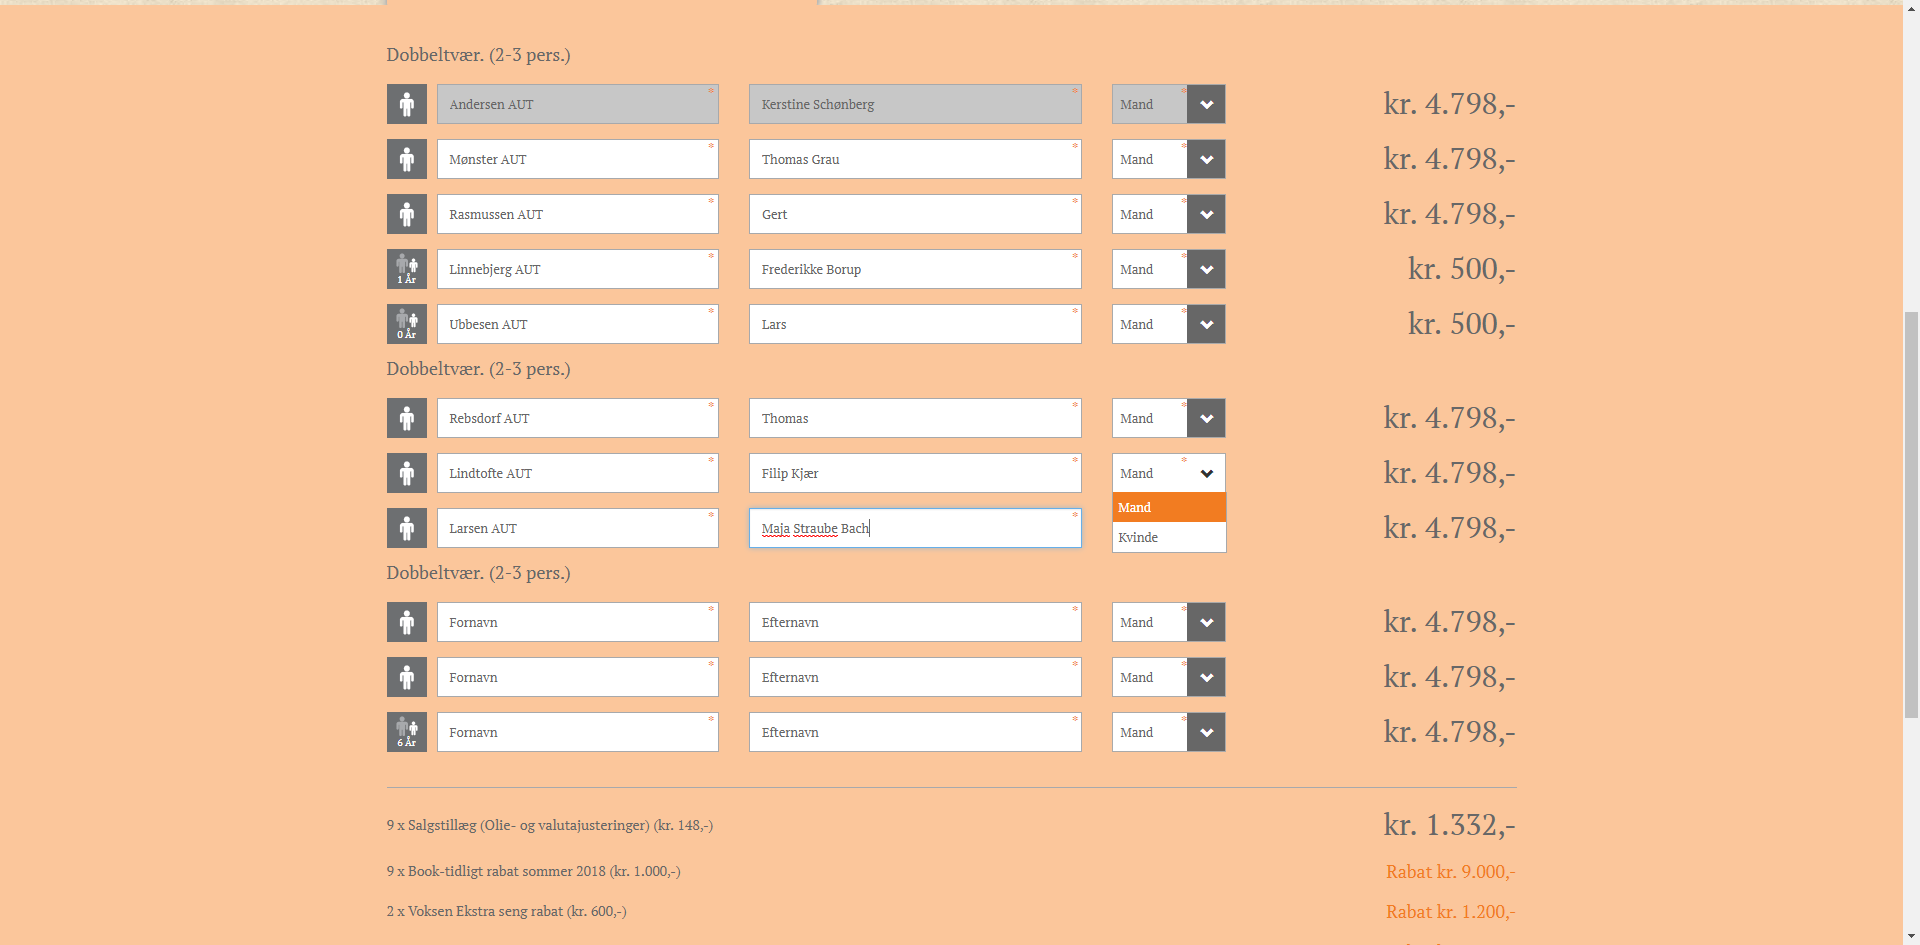 Dobbeltvær. (2-3 pers.)
Andersen AUT * Kerstine Schønberg * Mand * kr. 4.798,-
Mønster AUT * Thomas Grau * Mand * kr. 4.798,-
Rasmussen AUT * Gert * Mand * kr. 4.798,-
1 År Linnebjerg AUT * Frederikke Borup * Mand * kr. 500,-
0 År Ubbesen AUT * Lars * Mand * kr. 500,-
Dobbeltvær. (2-3 pers.)
Rebsdorf AUT * Thomas * Mand * kr. 4.798,-
Lindtofte AUT * Filip Kjær * Mand * kr. 4.798,-
Mand
Larsen AUT * Maja Straube Bach * kr. 4.798,-
Kvinde
Dobbeltvær. (2-3 pers.)
Fornavn * Efternavn * Mand * kr. 4.798,-
Fornavn * Efternavn * Mand * kr. 4.798,-
6 År Fornavn * Efternavn * Mand * kr. 4.798,-
9 x Salgstillæg (Olie- og valutajusteringer) (kr. 148,-) kr. 1.332,-
9 x Book-tidligt rabat sommer 2018 (kr. 1.000,-) Rabat kr. 9.000,-
2 x Voksen Ekstra seng rabat (kr. 600,-) Rabat kr. 1.200,-